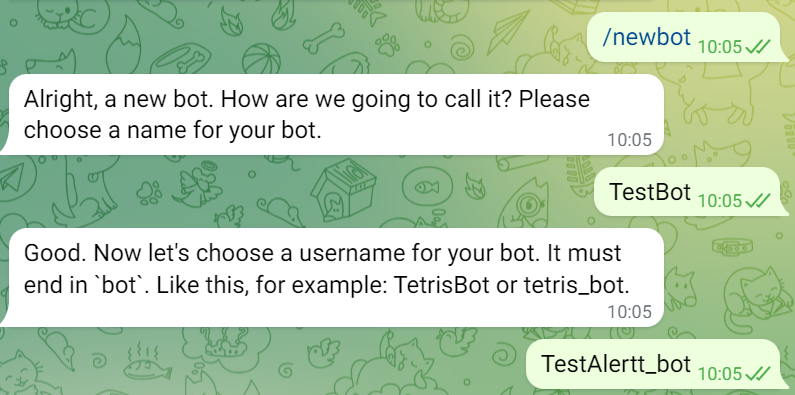 /newbot 10:05
Alright, a new bot. How are we going to call it? Please
choose a name for your bot.
10:05
TestBot 10:05
Good. Now let's choose a username for your bot. It must
end in `bot`. Like this, for example: TetrisBot or tetris_bot.
10:05
TestAlertt_bot 10:05